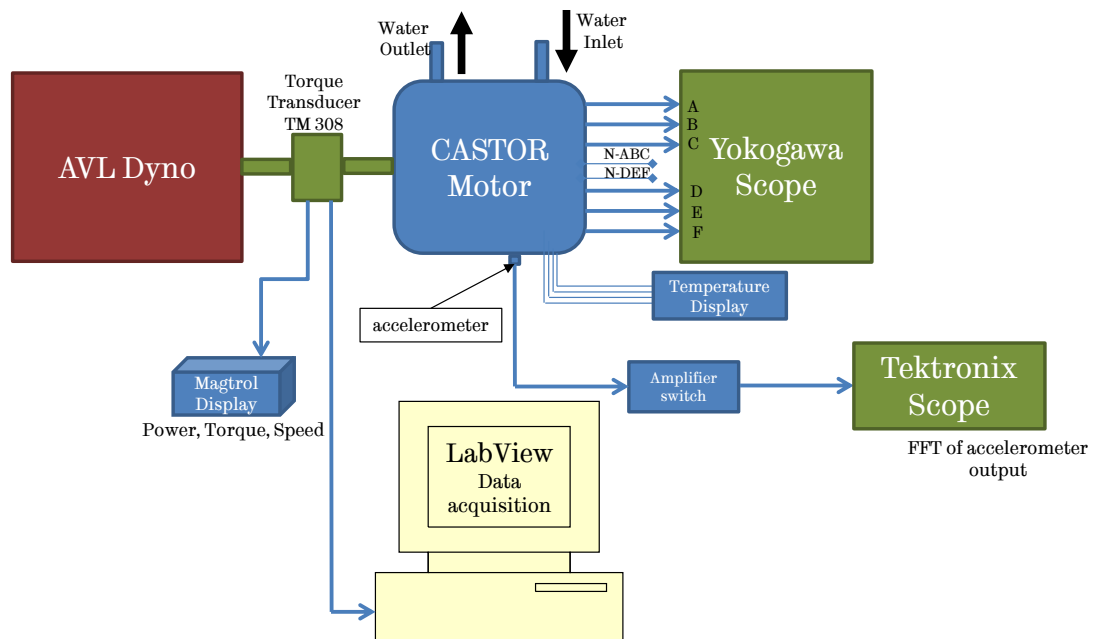 Water
Outlet
Water
Inlet
AVL Dyno
Torque
Transducer
TM 308
CASTOR
Motor
A
B
C
N-ABC
N-DEF
D
E
F
Yokogawa
Scope
Temperature
Display
accelerometer
Magtrol
Display
Power, Torque, Speed
Amplifier
switch
Tektronix
Scope
FFT of accelerometer
output
LabView
Data
acquisition